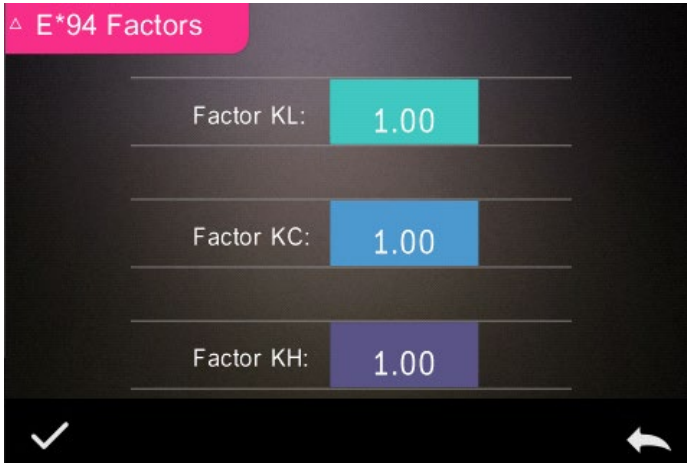 △ E*94 Factors
Factor KL: 1.00
Factor KC: 1.00
Factor KH: 1.00